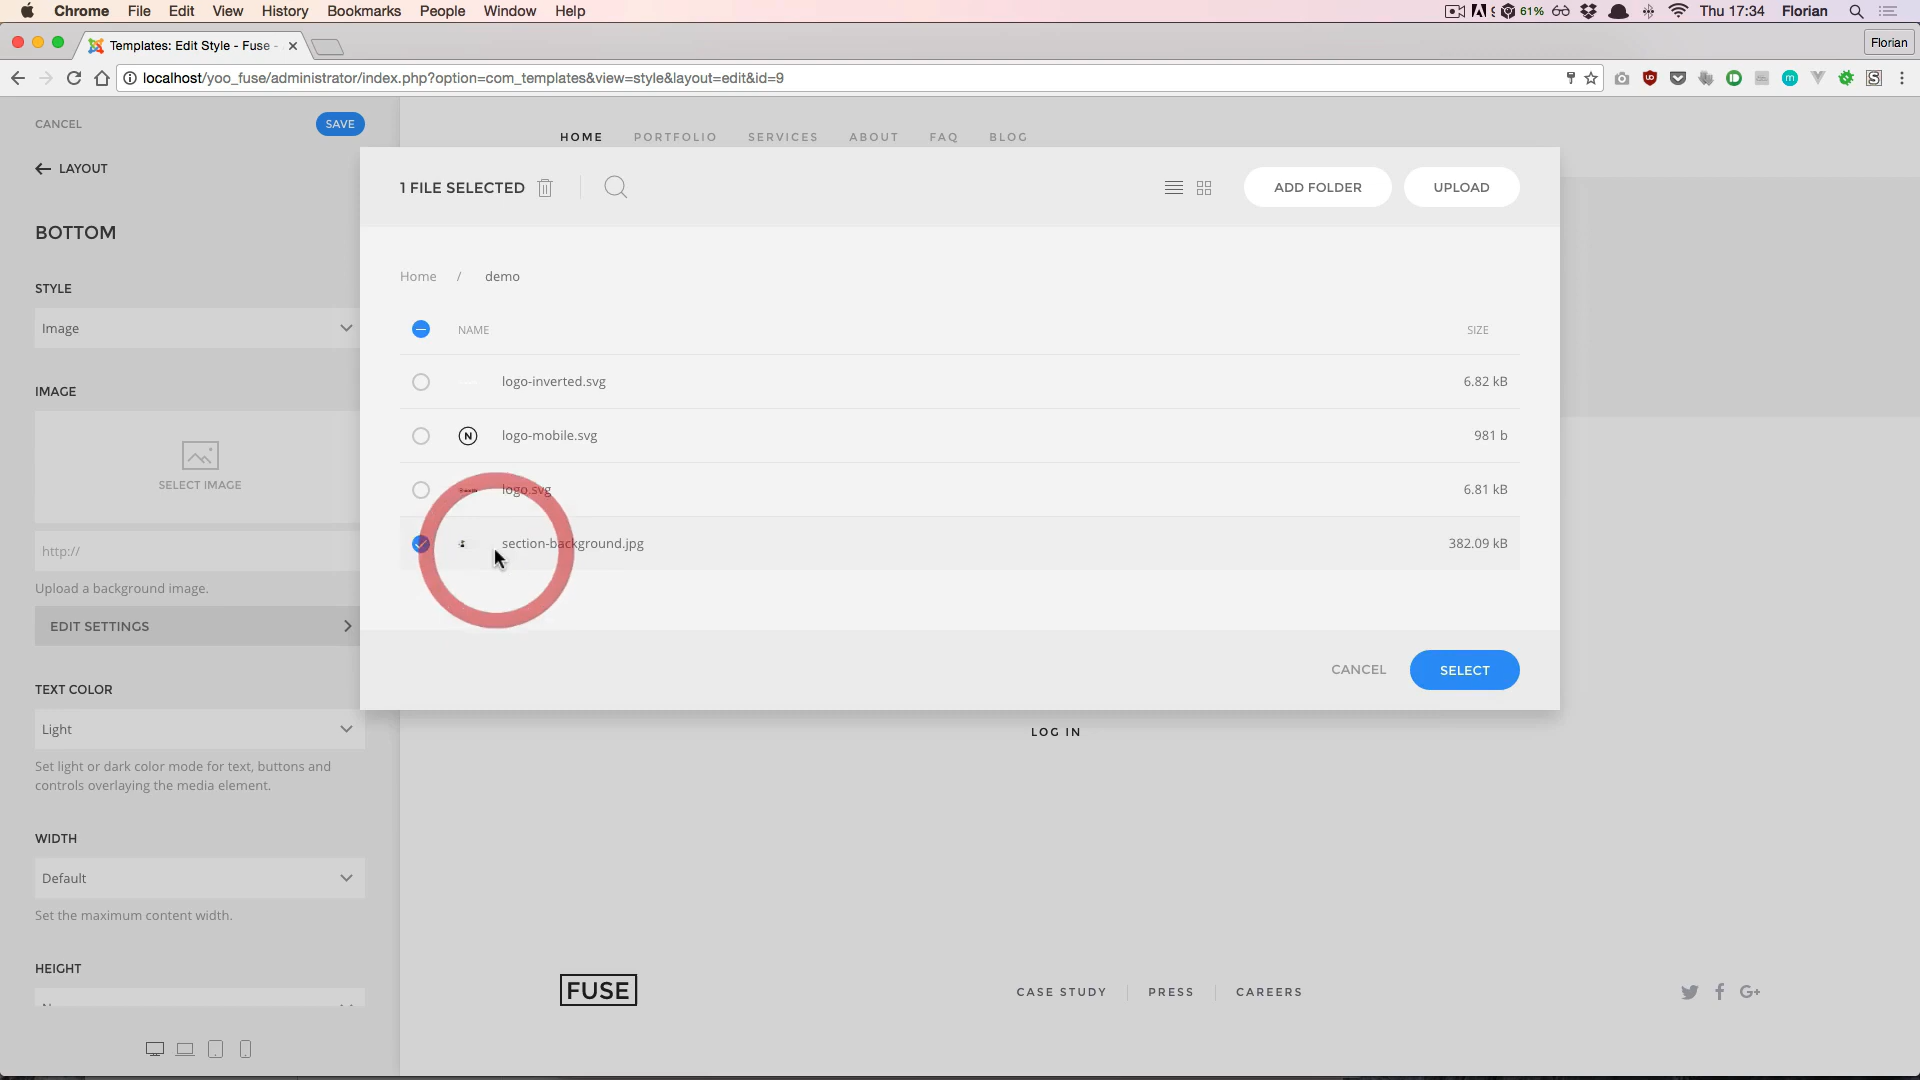 Chrome File Edit View History Bookmarks People Window Help
61% Thu 17:34 Florian
Templates: Edit Style - Fuse -
Florian
localhost/yoo_fuse/administrator/index.php?option=com_templates&view=style&layout=edit&id=9
CANCEL SAVE
HOME PORTFOLIO SERVICES ABOUT FAQ BLOG
LAYOUT
1 FILE SELECTED
ADD FOLDER UPLOAD
BOTTOM
Home / demo
STYLE
Image
NAME SIZE
logo-inverted.svg 6.82 kB
IMAGE
N logo-mobile.svg 981 b
SELECT IMAGE
logo.svg 6.81 kB
http://
section-background.jpg 382.09 kB
Upload a background image.
EDIT SETTINGS
CANCEL SELECT
TEXT COLOR
Light
LOG IN
Set light or dark color mode for text, buttons and
controls overlaying the media element.
WIDTH
Default
Set the maximum content width.
HEIGHT
FUSE
CASE STUDY PRESS CAREERS
G+